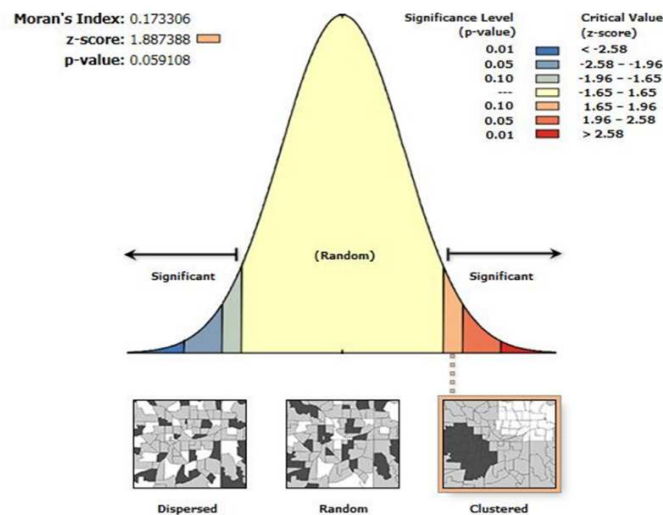 Moran's Index: 0.173306
z-score: 1.887388
p-value: 0.059108
Significance Level
(p-value)
Critical Value
(z-score)
0.01 < -2.58
0.05 -2.58 – -1.96
0.10 -1.96 – -1.65
--- -1.65 – 1.65
0.10 1.65 – 1.96
0.05 1.96 – 2.58
0.01 > 2.58
(Random)
Significant
Significant
Dispersed
Random
Clustered